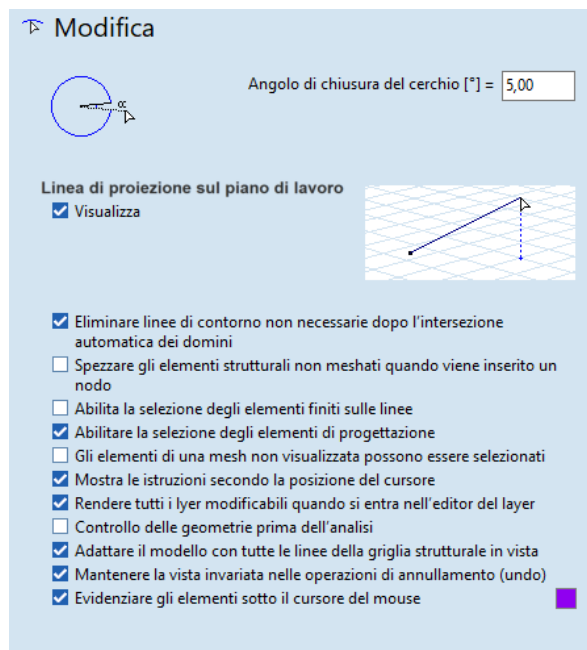 Modifica
Angolo di chiusura del cerchio [°] = 5,00
α
Linea di proiezione sul piano di lavoro
Visualizza
Eliminare linee di contorno non necessarie dopo l'intersezione
automatica dei domini
Spezzare gli elementi strutturali non meshati quando viene inserito un
nodo
Abilita la selezione degli elementi finiti sulle linee
Abilitare la selezione degli elementi di progettazione
Gli elementi di una mesh non visualizzata possono essere selezionati
Mostra le istruzioni secondo la posizione del cursore
Rendere tutti i lyer modificabili quando si entra nell'editor del layer
Controllo delle geometrie prima dell'analisi
Adattare il modello con tutte le linee della griglia strutturale in vista
Mantenere la vista invariata nelle operazioni di annullamento (undo)
Evidenziare gli elementi sotto il cursore del mouse